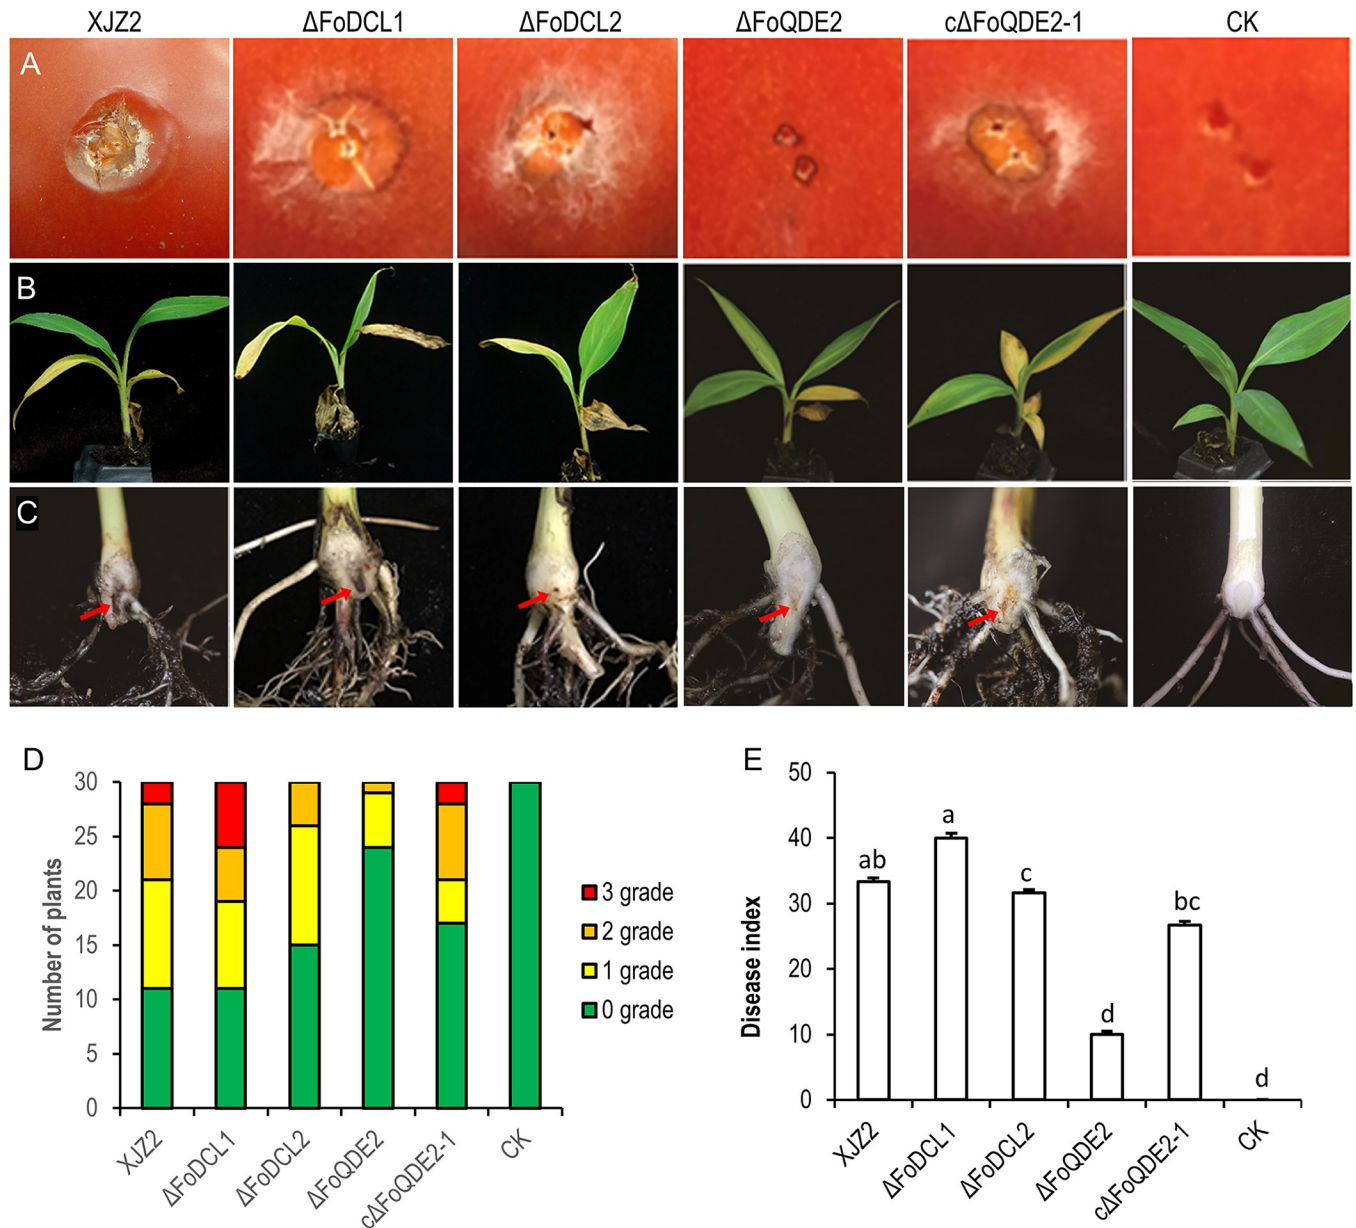 XJZ2 ΔFoDCL1 ΔFoDCL2 ΔFoQDE2 cΔFoQDE2-1 CK
A
B
C
D
30
25
20
15
10
5
0
Number of plants
XJZ2
ΔFoDCL1
ΔFoDCL2
ΔFoQDE2
cΔFoQDE2-1
CK
3 grade
2 grade
1 grade
0 grade
E
50
40
30
20
10
0
Disease index
ab
a
c
d
bc
d
XJZ2
ΔFoDCL1
ΔFoDCL2
ΔFoQDE2
cΔFoQDE2-1
CK